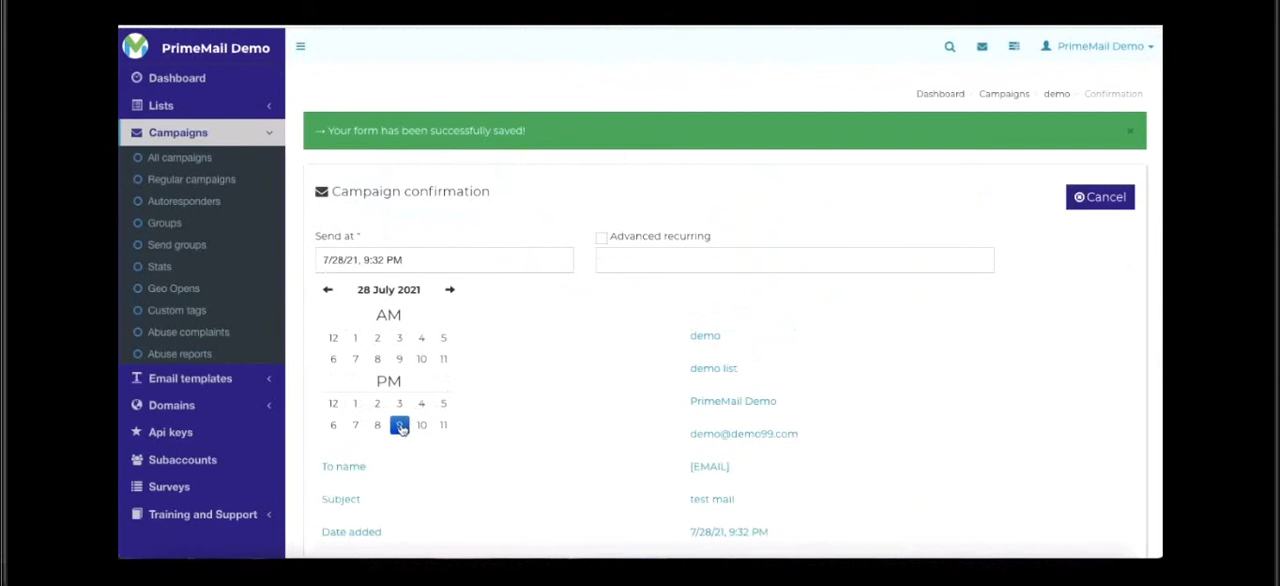 PrimeMail Demo
PrimeMail Demo
Dashboard
Lists
Campaigns
All campaigns
Regular campaigns
Autoresponders
Groups
Send groups
Stats
Geo Opens
Custom tags
Abuse complaints
Abuse reports
Email templates
Domains
Api keys
Subaccounts
Surveys
Training and Support
Dashboard Campaigns demo Confirmation
→ Your form has been successfully saved! ×
Campaign confirmation
Cancel
Send at *
Advanced recurring
7/28/21, 9:32 PM
← 28 July 2021 →
AM
12 1 2 3 4 5
6 7 8 9 10 11
PM
12 1 2 3 4 5
6 7 8 9 10 11
demo
demo list
PrimeMail Demo
demo@demo99.com
To name [EMAIL]
Subject test mail
Date added 7/28/21, 9:32 PM